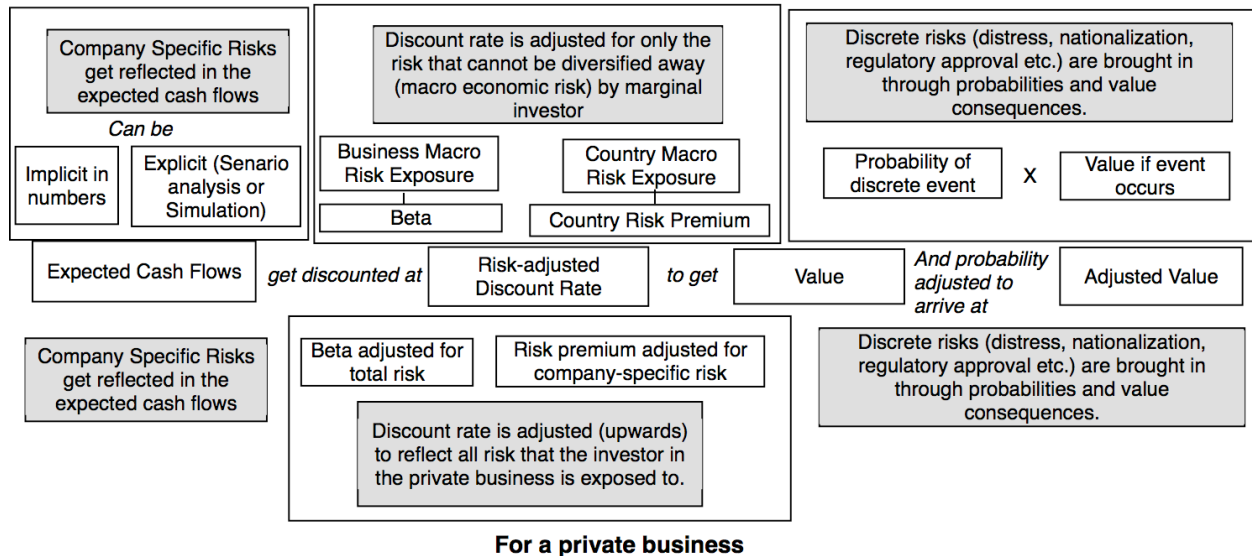 Company Specific Risks
get reflected in the
expected cash flows
Can be
Implicit in
numbers
Explicit (Senario
analysis or
Simulation)
Discount rate is adjusted for only the
risk that cannot be diversified away
(macro economic risk) by marginal
investor
Business Macro
Risk Exposure
Beta
Country Macro
Risk Exposure
Country Risk Premium
Discrete risks (distress, nationalization,
regulatory approval etc.) are brought in
through probabilities and value
consequences.
Probability of
discrete event
X
Value if event
occurs
Expected Cash Flows
get discounted at
Risk-adjusted
Discount Rate
to get
Value
And probability
adjusted to
arrive at
Adjusted Value
Company Specific Risks
get reflected in the
expected cash flows
Beta adjusted for
total risk
Risk premium adjusted for
company-specific risk
Discount rate is adjusted (upwards)
to reflect all risk that the investor in
the private business is exposed to.
Discrete risks (distress, nationalization,
regulatory approval etc.) are brought in
through probabilities and value
consequences.
For a private business